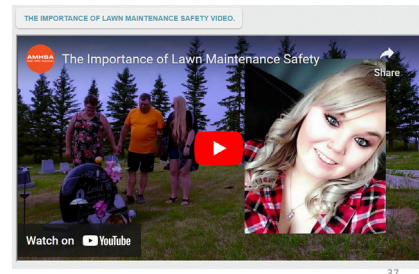 THE IMPORTANCE OF LAWN MAINTENANCE SAFETY VIDEO.
AMHSA
The Importance of Lawn Maintenance Safety
Share
Watch on YouTube
37